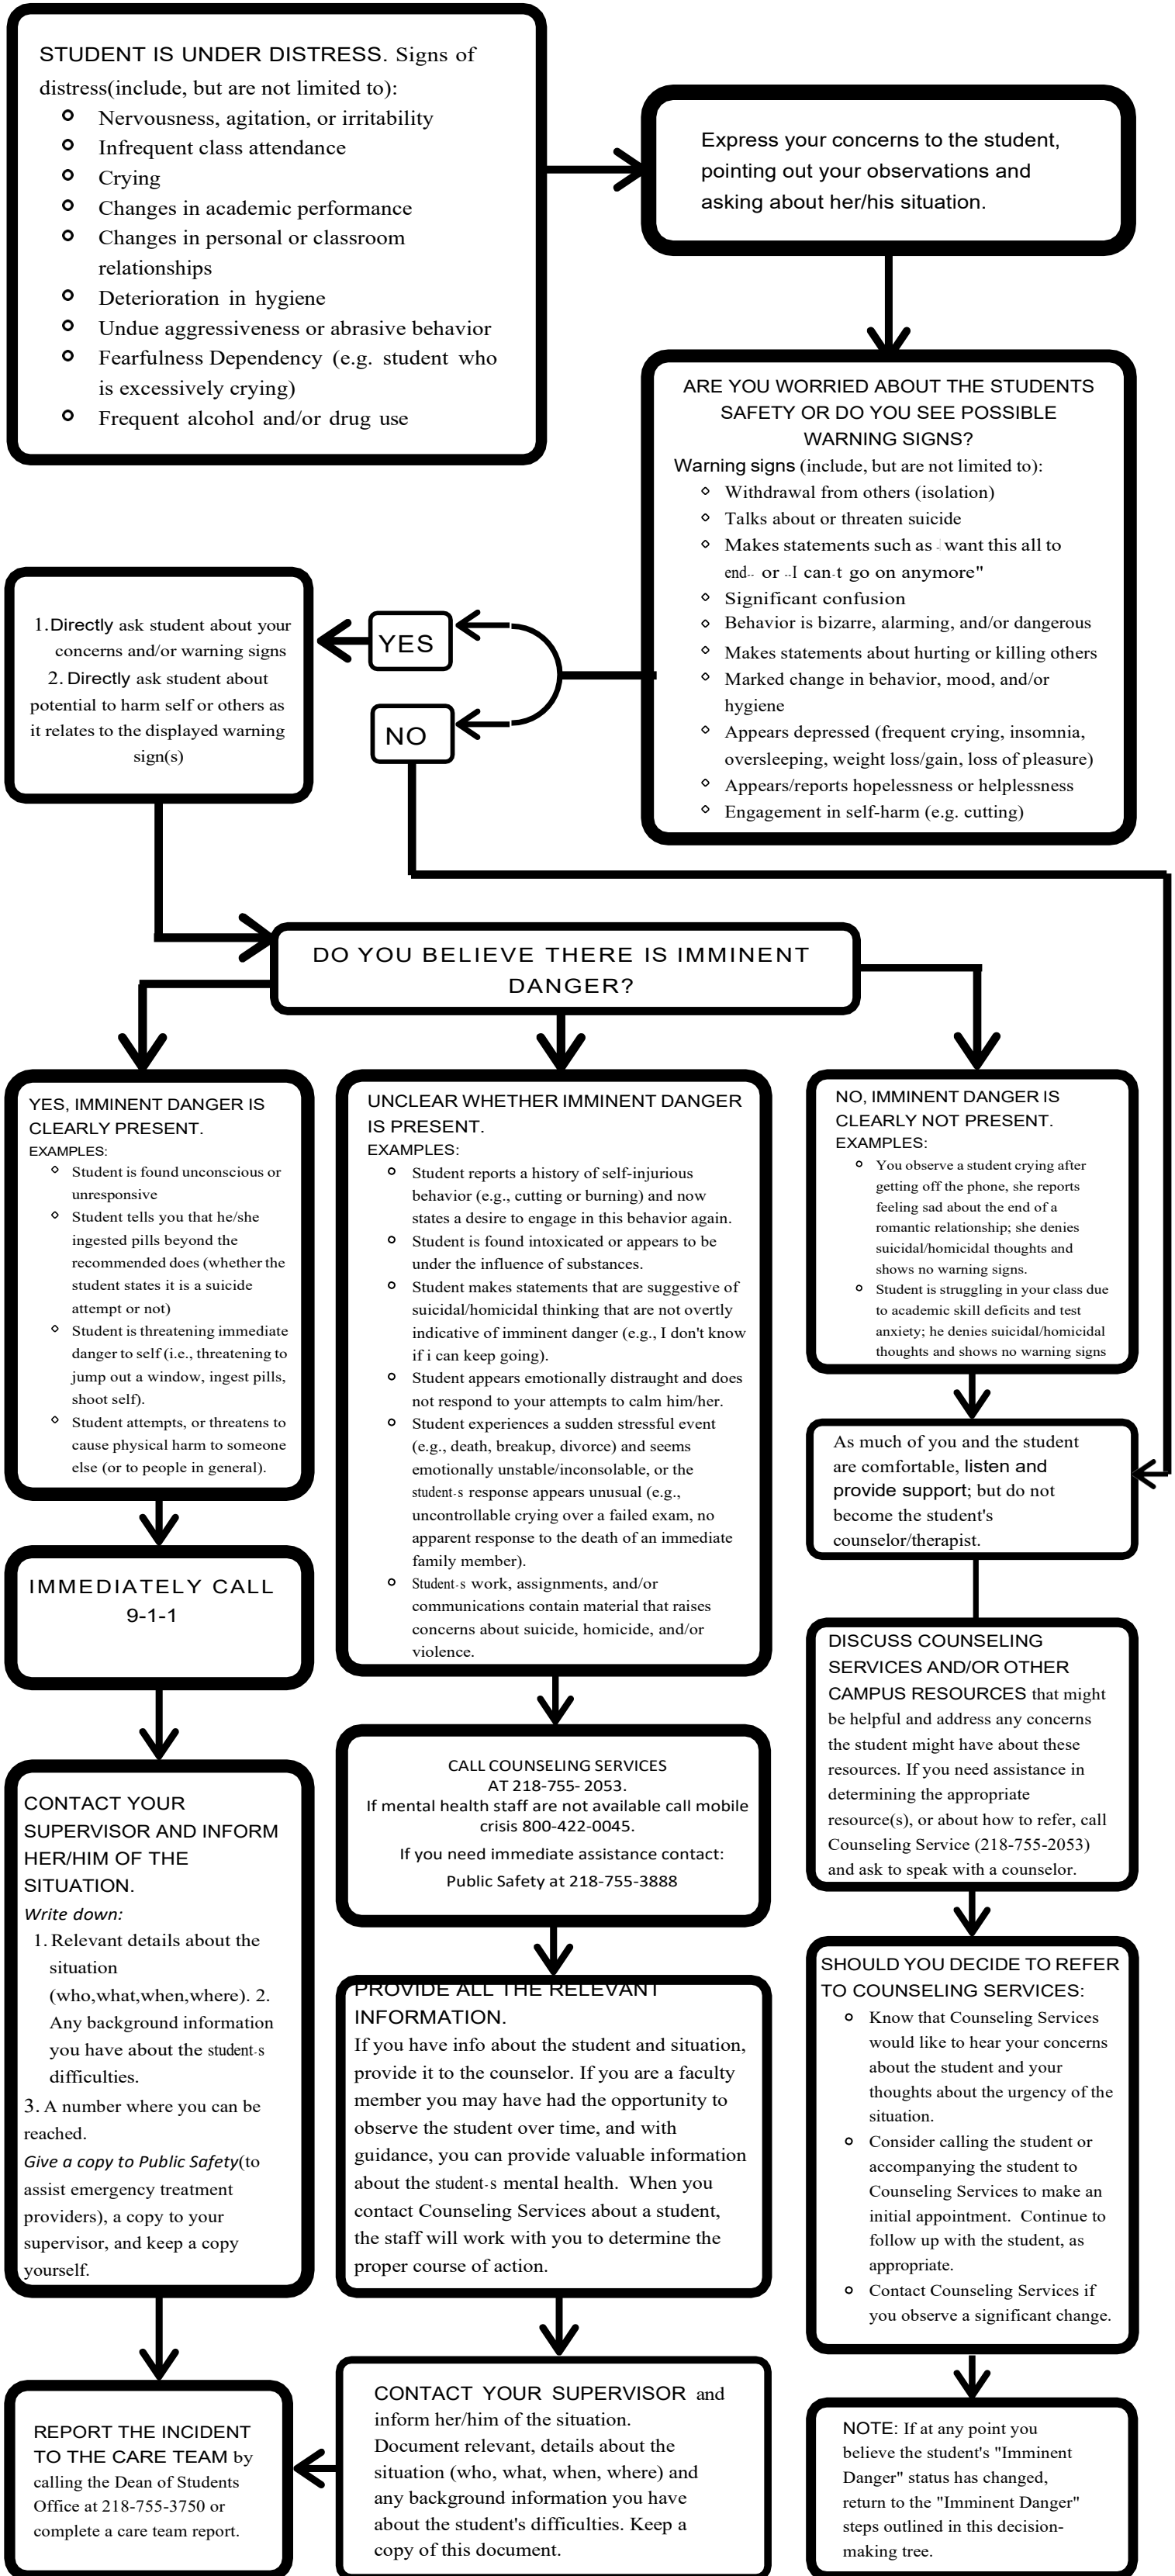 STUDENT IS UNDER DISTRESS. Signs of
distress(include, but are not limited to):
Nervousness, agitation, or irritability
Infrequent class attendance
Crying
Changes in academic performance
Changes in personal or classroom
relationships
Deterioration in hygiene
Undue aggressiveness or abrasive behavior
Fearfulness Dependency (e.g. student who
is excessively crying)
Frequent alcohol and/or drug use
Express your concerns to the student,
pointing out your observations and
asking about her/his situation.
ARE YOU WORRIED ABOUT THE STUDENTS
SAFETY OR DO YOU SEE POSSIBLE
WARNING SIGNS?
Warning signs (include, but are not limited to):
Withdrawal from others (isolation)
Talks about or threaten suicide
Makes statements such as want this all to
end-- or --I can-t go on anymore"
Significant confusion
Behavior is bizarre, alarming, and/or dangerous
Makes statements about hurting or killing others
Marked change in behavior, mood, and/or
hygiene
Appears depressed (frequent crying, insomnia,
oversleeping, weight loss/gain, loss of pleasure)
Appears/reports hopelessness or helplessness
Engagement in self-harm (e.g. cutting)
YES
NO
1.Directly ask student about your
concerns and/or warning signs
2. Directly ask student about
potential to harm self or others as
it relates to the displayed warning
sign(s)
DO YOU BELIEVE THERE IS IMMINENT
DANGER?
YES, IMMINENT DANGER IS
CLEARLY PRESENT.
EXAMPLES:
Student is found unconscious or
unresponsive
Student tells you that he/she
ingested pills beyond the
recommended does (whether the
student states it is a suicide
attempt or not)
Student is threatening immediate
danger to self (i.e., threatening to
jump out a window, ingest pills,
shoot self).
Student attempts, or threatens to
cause physical harm to someone
else (or to people in general).
IMMEDIATELY CALL
9-1-1
CONTACT YOUR
SUPERVISOR AND INFORM
HER/HIM OF THE
SITUATION.
Write down:
1. Relevant details about the
situation
(who,what,when,where). 2.
Any background information
you have about the student-s
difficulties.
3. A number where you can be
reached.
Give a copy to Public Safety(to
assist emergency treatment
providers), a copy to your
supervisor, and keep a copy
yourself.
REPORT THE INCIDENT
TO THE CARE TEAM by
calling the Dean of Students
Office at 218-755-3750 or
complete a care team report.
UNCLEAR WHETHER IMMINENT DANGER
IS PRESENT.
EXAMPLES:
Student reports a history of self-injurious
behavior (e.g., cutting or burning) and now
states a desire to engage in this behavior again.
Student is found intoxicated or appears to be
under the influence of substances.
Student makes statements that are suggestive of
suicidal/homicidal thinking that are not overtly
indicative of imminent danger (e.g., I don't know
if i can keep going).
Student appears emotionally distraught and does
not respond to your attempts to calm him/her.
Student experiences a sudden stressful event
(e.g., death, breakup, divorce) and seems
emotionally unstable/inconsolable, or the
student-s response appears unusual (e.g.,
uncontrollable crying over a failed exam, no
apparent response to the death of an immediate
family member).
Student-s work, assignments, and/or
communications contain material that raises
concerns about suicide, homicide, and/or
violence.
CALL COUNSELING SERVICES
AT 218-755- 2053.
If mental health staff are not available call mobile
crisis 800-422-0045.
If you need immediate assistance contact:
Public Safety at 218-755-3888
PROVIDE ALL THE RELEVANT
INFORMATION.
If you have info about the student and situation,
provide it to the counselor. If you are a faculty
member you may have had the opportunity to
observe the student over time, and with
guidance, you can provide valuable information
about the student-s mental health. When you
contact Counseling Services about a student,
the staff will work with you to determine the
proper course of action.
CONTACT YOUR SUPERVISOR and
inform her/him of the situation.
Document relevant, details about the
situation (who, what, when, where) and
any background information you have
about the student's difficulties. Keep a
copy of this document.
NO, IMMINENT DANGER IS
CLEARLY NOT PRESENT.
EXAMPLES:
You observe a student crying after
getting off the phone, she reports
feeling sad about the end of a
romantic relationship; she denies
suicidal/homicidal thoughts and
shows no warning signs.
Student is struggling in your class due
to academic skill deficits and test
anxiety; he denies suicidal/homicidal
thoughts and shows no warning signs
As much of you and the student
are comfortable, listen and
provide support; but do not
become the student's
counselor/therapist.
DISCUSS COUNSELING
SERVICES AND/OR OTHER
CAMPUS RESOURCES that might
be helpful and address any concerns
the student might have about these
resources. If you need assistance in
determining the appropriate
resource(s), or about how to refer, call
Counseling Service (218-755-2053)
and ask to speak with a counselor.
SHOULD YOU DECIDE TO REFER
TO COUNSELING SERVICES:
Know that Counseling Services
would like to hear your concerns
about the student and your
thoughts about the urgency of the
situation.
Consider calling the student or
accompanying the student to
Counseling Services to make an
initial appointment. Continue to
follow up with the student, as
appropriate.
Contact Counseling Services if
you observe a significant change.
NOTE: If at any point you
believe the student's "Imminent
Danger" status has changed,
return to the "Imminent Danger"
steps outlined in this decision-
making tree.